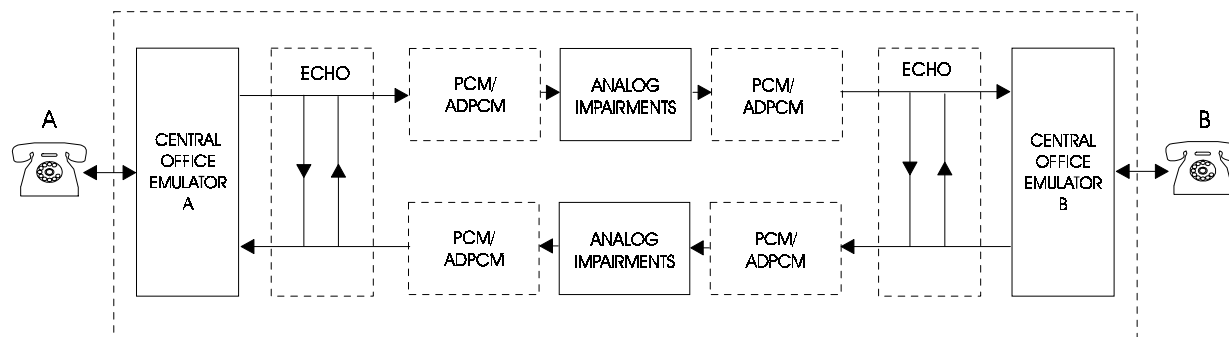 A
CENTRAL
OFFICE
EMULATOR
A
ECHO
PCM/
ADPCM
ANALOG
IMPAIRMENTS
PCM/
ADPCM
ECHO
PCM/
ADPCM
ANALOG
IMPAIRMENTS
PCM/
ADPCM
CENTRAL
OFFICE
EMULATOR
B
B